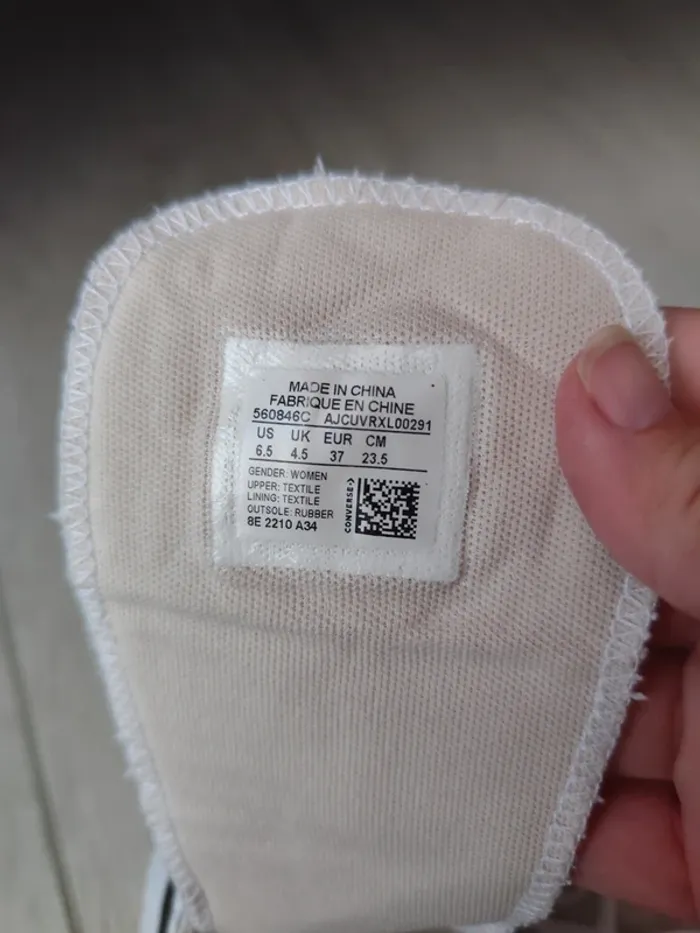 MADE IN CHINA
FABRIQUE EN CHINE
560846C AJCUVRXL00291
US UK EUR CM
6.5 4.5 37 23.5
GENDER: WOMEN
UPPER: TEXTILE
LINING: TEXTILE
OUTSOLE: RUBBER
8E 2210 A34
CONVERSE